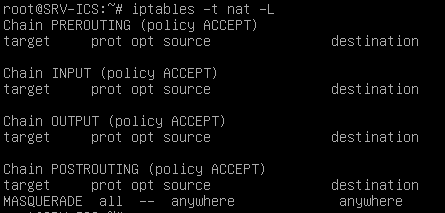 root@SRV-ICS:~# iptables -t nat -L
Chain PREROUTING (policy ACCEPT)
target     prot opt source               destination

Chain INPUT (policy ACCEPT)
target     prot opt source               destination

Chain OUTPUT (policy ACCEPT)
target     prot opt source               destination

Chain POSTROUTING (policy ACCEPT)
target     prot opt source               destination
MASQUERADE  all  --  anywhere             anywhere